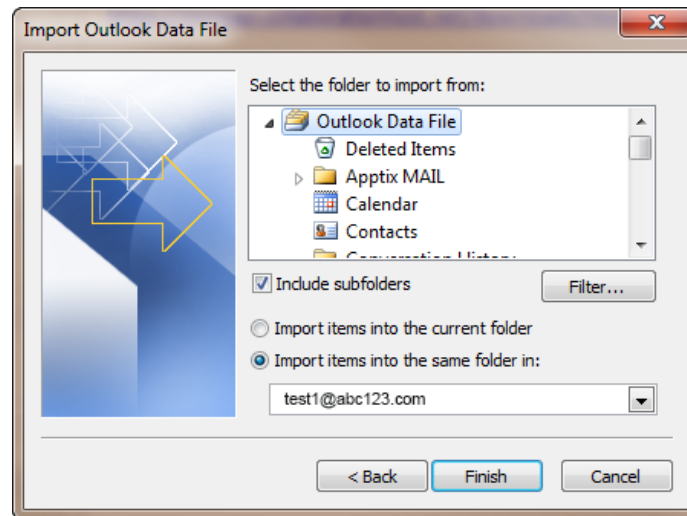 Import Outlook Data File
Select the folder to import from:
Outlook Data File
Deleted Items
Apptix MAIL
Calendar
Contacts
Conversation History
Include subfolders
Filter...
Import items into the current folder
Import items into the same folder in:
test1@abc123.com
< Back
Finish
Cancel